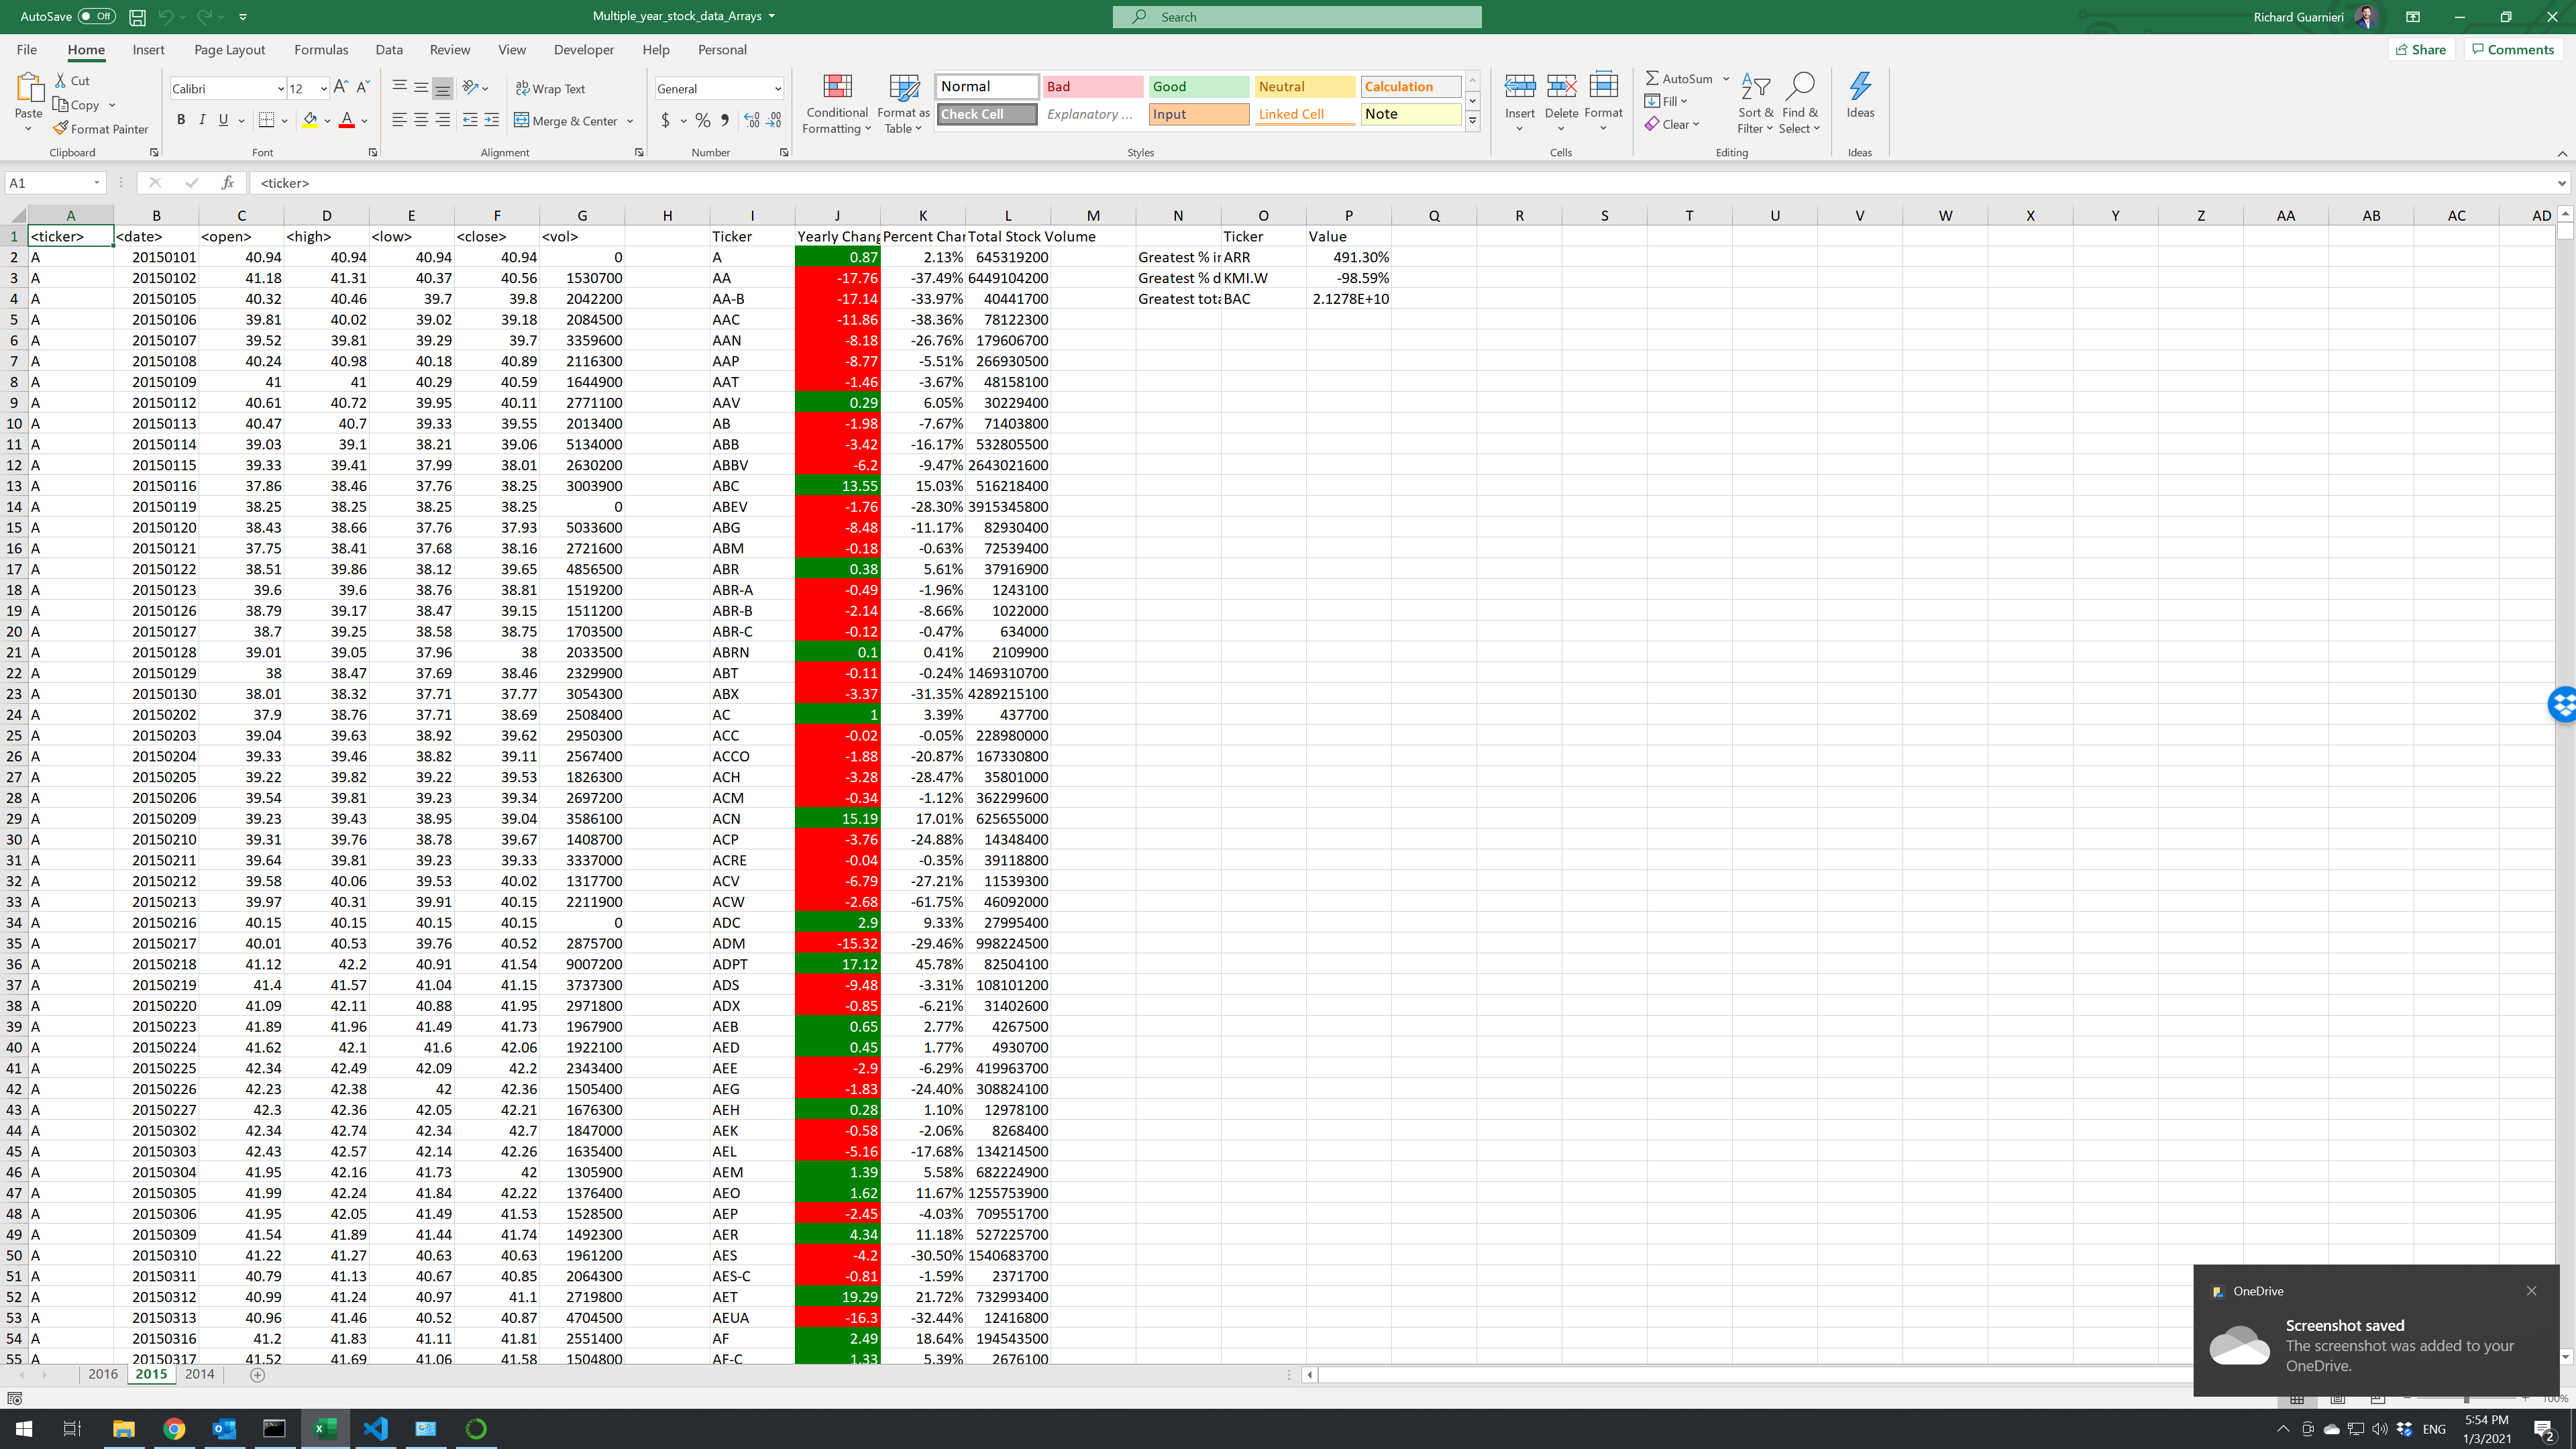 AutoSave Off Multiple_year_stock_data_Arrays Search Richard Guarnieri
File Home Insert Page Layout Formulas Data Review View Developer Help Personal Share Comments
Cut
Copy
Format Painter
Paste
Clipboard
Calibri 12
B I U
Font
Wrap Text
Merge & Center
Alignment
General
$ %
Number
Conditional Formatting
Format as Table
Normal Bad Good Neutral Calculation
Check Cell Explanatory ... Input Linked Cell Note
Styles
Insert Delete Format
Cells
AutoSum
Fill
Clear
Sort & Filter
Find & Select
Editing
Ideas
Ideas
A1 fx <ticker>
A B C D E F G H I J K L M N O P Q R S T U V W X Y Z AA AB AC AD
1 <ticker> <date> <open> <high> <low> <close> <vol> Ticker Yearly Chang Percent Char Total Stock Volume Ticker Value
2 A 20150101 40.94 40.94 40.94 40.94 0 A 0.87 2.13% 645319200 Greatest % ir ARR 491.30%
3 A 20150102 41.18 41.31 40.37 40.56 1530700 AA -17.76 -37.49% 6449104200 Greatest % d KMI.W -98.59%
4 A 20150105 40.32 40.46 39.7 39.8 2042200 AA-B -17.14 -33.97% 40441700 Greatest tota BAC 2.1278E+10
5 A 20150106 39.81 40.02 39.02 39.18 2084500 AAC -11.86 -38.36% 78122300
6 A 20150107 39.52 39.81 39.29 39.7 3359600 AAN -8.18 -26.76% 179606700
7 A 20150108 40.24 40.98 40.18 40.89 2116300 AAP -8.77 -5.51% 266930500
8 A 20150109 41 41 40.29 40.59 1644900 AAT -1.46 -3.67% 48158100
9 A 20150112 40.61 40.72 39.95 40.11 2771100 AAV 0.29 6.05% 30229400
10 A 20150113 40.47 40.7 39.33 39.55 2013400 AB -1.98 -7.67% 71403800
11 A 20150114 39.03 39.1 38.21 39.06 5134000 ABB -3.42 -16.17% 532805500
12 A 20150115 39.33 39.41 37.99 38.01 2630200 ABBV -6.2 -9.47% 2643021600
13 A 20150116 37.86 38.46 37.76 38.25 3003900 ABC 13.55 15.03% 516218400
14 A 20150119 38.25 38.25 38.25 38.25 0 ABEV -1.76 -28.30% 3915345800
15 A 20150120 38.43 38.66 37.76 37.93 5033600 ABG -8.48 -11.17% 82930400
16 A 20150121 37.75 38.41 37.68 38.16 2721600 ABM -0.18 -0.63% 72539400
17 A 20150122 38.51 39.86 38.12 39.65 4856500 ABR 0.38 5.61% 37916900
18 A 20150123 39.6 39.6 38.76 38.81 1519200 ABR-A -0.49 -1.96% 1243100
19 A 20150126 38.79 39.17 38.47 39.15 1511200 ABR-B -2.14 -8.66% 1022000
20 A 20150127 38.7 39.25 38.58 38.75 1703500 ABR-C -0.12 -0.47% 634000
21 A 20150128 39.01 39.05 37.96 38 2033500 ABRN 0.1 0.41% 2109900
22 A 20150129 38 38.47 37.69 38.46 2329900 ABT -0.11 -0.24% 1469310700
23 A 20150130 38.01 38.32 37.71 37.77 3054300 ABX -3.37 -31.35% 4289215100
24 A 20150202 37.9 38.76 37.71 38.69 2508400 AC 1 3.39% 437700
25 A 20150203 39.04 39.63 38.92 39.62 2950300 ACC -0.02 -0.05% 228980000
26 A 20150204 39.33 39.46 38.82 39.11 2567400 ACCO -1.88 -20.87% 167330800
27 A 20150205 39.22 39.82 39.22 39.53 1826300 ACH -3.28 -28.47% 35801000
28 A 20150206 39.54 39.81 39.23 39.34 2697200 ACM -0.34 -1.12% 362299600
29 A 20150209 39.23 39.43 38.95 39.04 3586100 ACN 15.19 17.01% 625655000
30 A 20150210 39.31 39.76 38.78 39.67 1408700 ACP -3.76 -24.88% 14348400
31 A 20150211 39.64 39.81 39.23 39.33 3337000 ACRE -0.04 -0.35% 39118800
32 A 20150212 39.58 40.06 39.53 40.02 1317700 ACV -6.79 -27.21% 11539300
33 A 20150213 39.97 40.31 39.91 40.15 2211900 ACW -2.68 -61.75% 46092000
34 A 20150216 40.15 40.15 40.15 40.15 0 ADC 2.9 9.33% 27995400
35 A 20150217 40.01 40.53 39.76 40.52 2875700 ADM -15.32 -29.46% 998224500
36 A 20150218 41.12 42.2 40.91 41.54 9007200 ADPT 17.12 45.78% 82504100
37 A 20150219 41.4 41.57 41.04 41.15 3737300 ADS -9.48 -3.31% 108101200
38 A 20150220 41.09 42.11 40.88 41.95 2971800 ADX -0.85 -6.21% 31402600
39 A 20150223 41.89 41.96 41.49 41.73 1967900 AEB 0.65 2.77% 4267500
40 A 20150224 41.62 42.1 41.6 42.06 1922100 AED 0.45 1.77% 4930700
41 A 20150225 42.34 42.49 42.09 42.2 2343400 AEE -2.9 -6.29% 419963700
42 A 20150226 42.23 42.38 42 42.36 1505400 AEG -1.83 -24.40% 308824100
43 A 20150227 42.3 42.36 42.05 42.21 1676300 AEH 0.28 1.10% 12978100
44 A 20150302 42.34 42.74 42.34 42.7 1847000 AEK -0.58 -2.06% 8268400
45 A 20150303 42.43 42.57 42.14 42.26 1635400 AEL -5.16 -17.68% 134214500
46 A 20150304 41.95 42.16 41.73 42 1305900 AEM 1.39 5.58% 682224900
47 A 20150305 41.99 42.24 41.84 42.22 1376400 AEO 1.62 11.67% 1255753900
48 A 20150306 41.95 42.05 41.49 41.53 1528500 AEP -2.45 -4.03% 709551700
49 A 20150309 41.54 41.89 41.44 41.74 1492300 AER 4.34 11.18% 527225700
50 A 20150310 41.22 41.27 40.63 40.63 1961200 AES -4.2 -30.50% 1540683700
51 A 20150311 40.79 41.13 40.67 40.85 2064300 AES-C -0.81 -1.59% 2371700
52 A 20150312 40.99 41.24 40.97 41.1 2719800 AET 19.29 21.72% 732993400
53 A 20150313 40.96 41.46 40.52 40.87 4704500 AEUA -16.3 -32.44% 12416800
54 A 20150316 41.2 41.83 41.11 41.81 2551400 AF 2.49 18.64% 194543500
55 A 20150317 41.52 41.69 41.06 41.58 1504800 AF-C 1.33 5.39% 2676100
OneDrive
Screenshot saved
The screenshot was added to your
OneDrive.
2016 2015 2014
100%
ENG 5:54 PM
1/3/2021
2